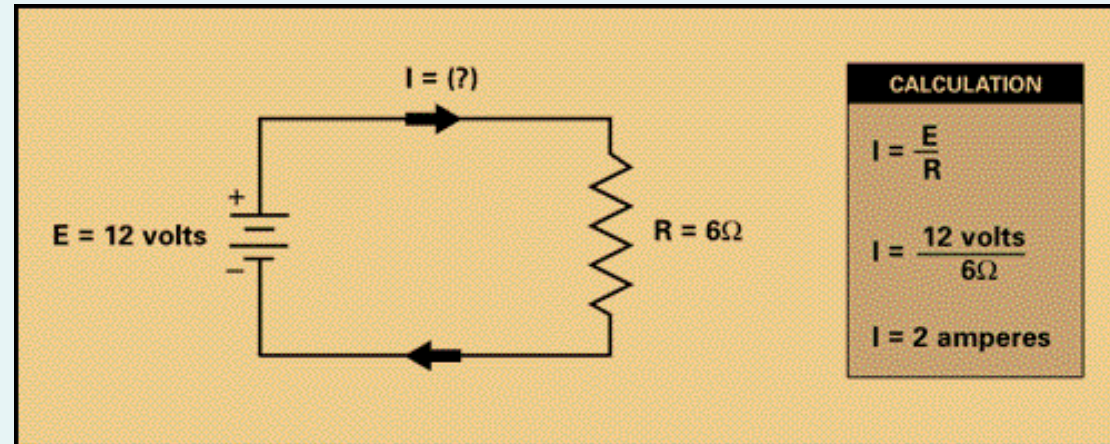 I = (?)
+
E = 12 volts
−
R = 6Ω
CALCULATION
I = E
R
I = 12 volts
6Ω
I = 2 amperes